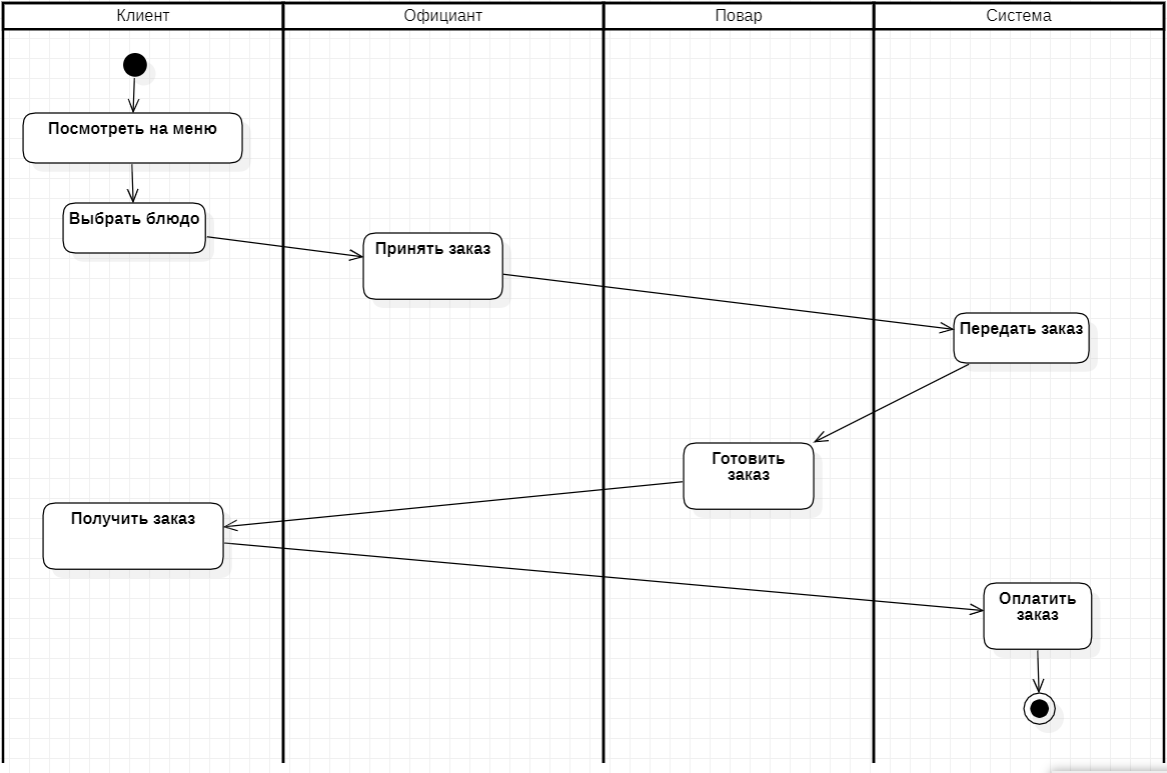 Клиент
Официант
Повар
Система
Посмотреть на меню
Выбрать блюдо
Принять заказ
Передать заказ
Готовить
заказ
Получить заказ
Оплатить
заказ